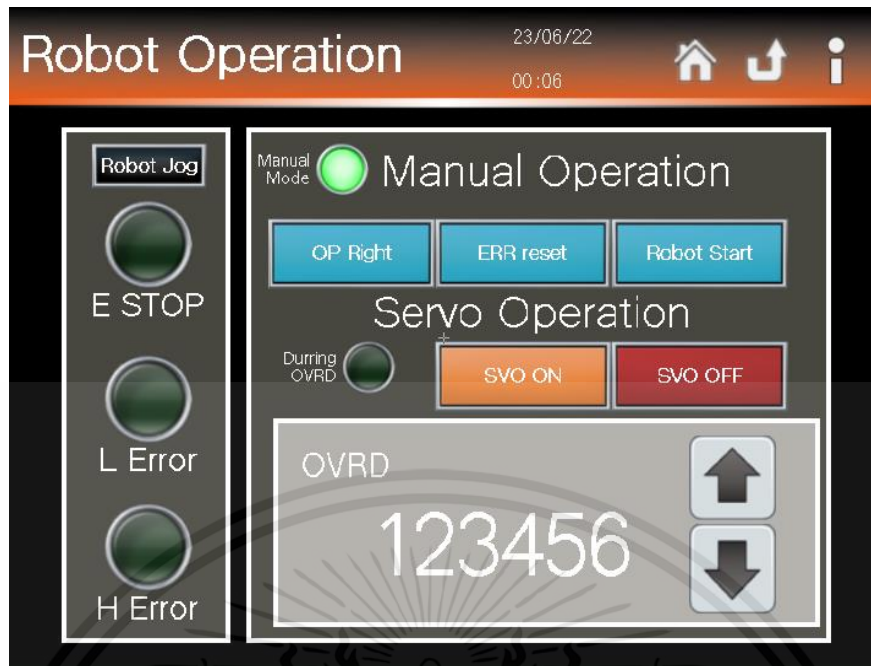 Robot Operation
23/06/22
00:06
Robot Jog
E STOP
L Error
H Error
Manual
Mode
Manual Operation
OP Right
ERR reset
Robot Start
Servo Operation
Durring
OVRD
SVO ON
SVO OFF
OVRD
123456